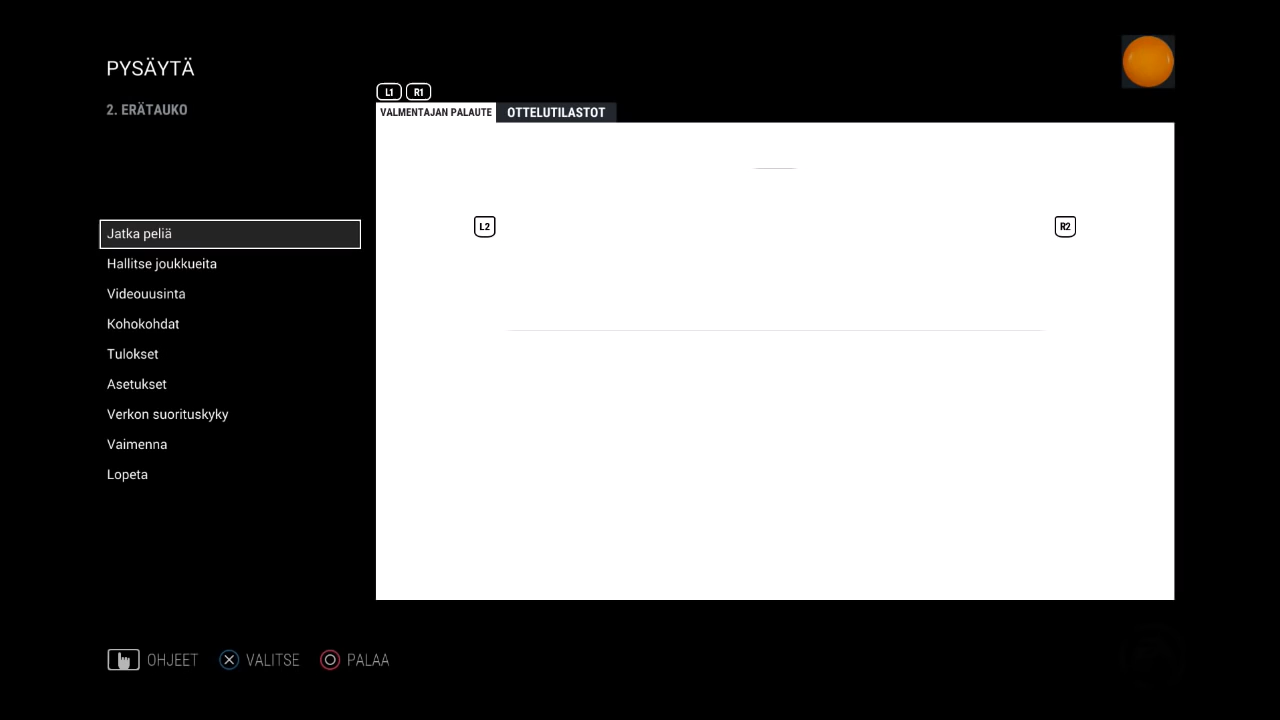 PYSÄYTÄ
2. ERÄTAUKO
L1 R1
VALMENTAJAN PALAUTE OTTELUTILASTOT
L2 R2
Jatka peliä
Hallitse joukkueita
Videouusinta
Kohokohdat
Tulokset
Asetukset
Verkon suorituskyky
Vaimenna
Lopeta
OHJEET VALITSE PALAA